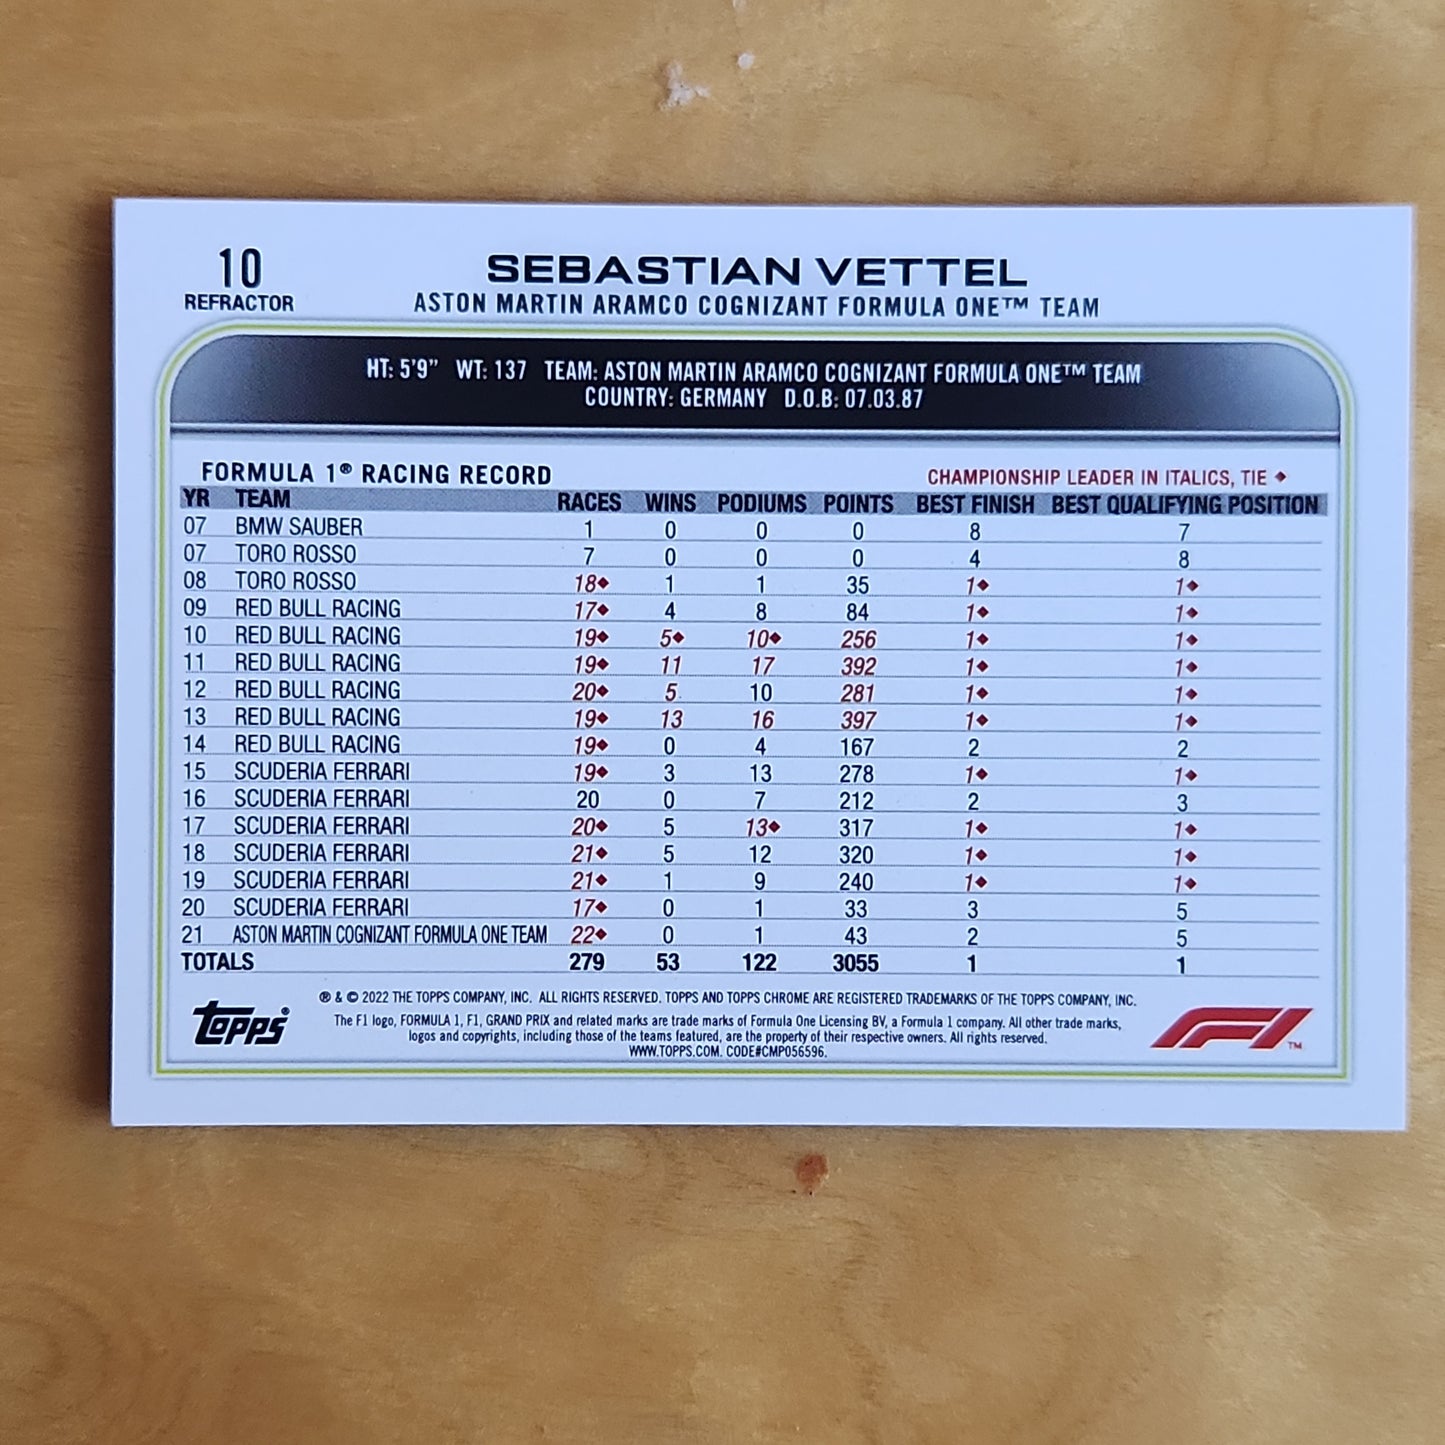 10
REFRACTOR
SEBASTIAN VETTEL
ASTON MARTIN ARAMCO COGNIZANT FORMULA ONE™ TEAM
HT: 5'9" WT: 137 TEAM: ASTON MARTIN ARAMCO COGNIZANT FORMULA ONE™ TEAM
COUNTRY: GERMANY D.O.B: 07.03.87
FORMULA 1® RACING RECORD CHAMPIONSHIP LEADER IN ITALICS, TIE ◆
YR TEAM RACES WINS PODIUMS POINTS BEST FINISH BEST QUALIFYING POSITION
07 BMW SAUBER 1 0 0 0 8 7
07 TORO ROSSO 7 0 0 0 4 8
08 TORO ROSSO 18◆ 1 1 35 1◆ 1◆
09 RED BULL RACING 17◆ 4 8 84 1◆ 1◆
10 RED BULL RACING 19◆ 5◆ 10◆ 256 1◆ 1◆
11 RED BULL RACING 19◆ 11 17 392 1◆ 1◆
12 RED BULL RACING 20◆ 5 10 281 1◆ 1◆
13 RED BULL RACING 19◆ 13 16 397 1◆ 1◆
14 RED BULL RACING 19◆ 0 4 167 2 2
15 SCUDERIA FERRARI 19◆ 3 13 278 1◆ 1◆
16 SCUDERIA FERRARI 20 0 7 212 2 3
17 SCUDERIA FERRARI 20◆ 5 13◆ 317 1◆ 1◆
18 SCUDERIA FERRARI 21◆ 5 12 320 1◆ 1◆
19 SCUDERIA FERRARI 21◆ 1 9 240 1◆ 1◆
20 SCUDERIA FERRARI 17◆ 0 1 33 3 5
21 ASTON MARTIN COGNIZANT FORMULA ONE TEAM 22◆ 0 1 43 2 5
TOTALS 279 53 122 3055 1 1
® & © 2022 THE TOPPS COMPANY, INC. ALL RIGHTS RESERVED. TOPPS AND TOPPS CHROME ARE REGISTERED TRADEMARKS OF THE TOPPS COMPANY, INC.
The F1 logo, FORMULA 1, F1, GRAND PRIX and related marks are trade marks of Formula One Licensing BV, a Formula 1 company. All other trade marks,
logos and copyrights, including those of the teams featured, are the property of their respective owners. All rights reserved.
WWW.TOPPS.COM. CODE#CMP056596.
Topps®
F1™